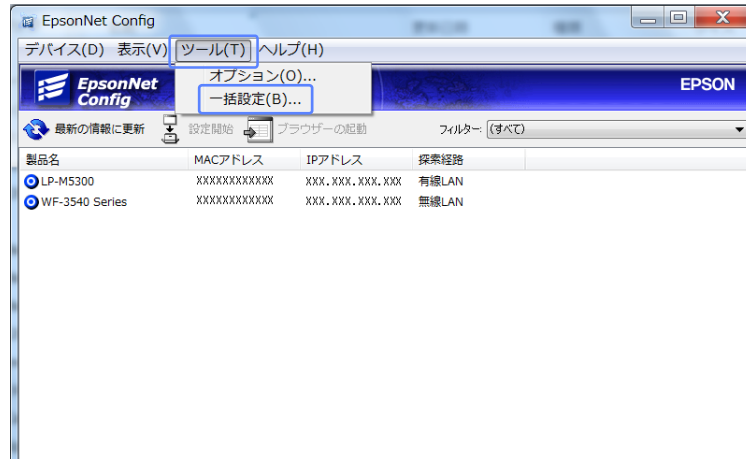 EpsonNet Config
デバイス(D) 表示(V) ツール(T) ヘルプ(H)
オプション(O)...
一括設定(B)...
EpsonNet
Config
EPSON
最新の情報に更新 設定開始 ブラウザーの起動 フィルター: (すべて)
製品名 MACアドレス IPアドレス 探索経路
LP-M5300 XXXXXXXXXXXX XXX.XXX.XXX.XXX 有線LAN
WF-3540 Series XXXXXXXXXXXX XXX.XXX.XXX.XXX 無線LAN